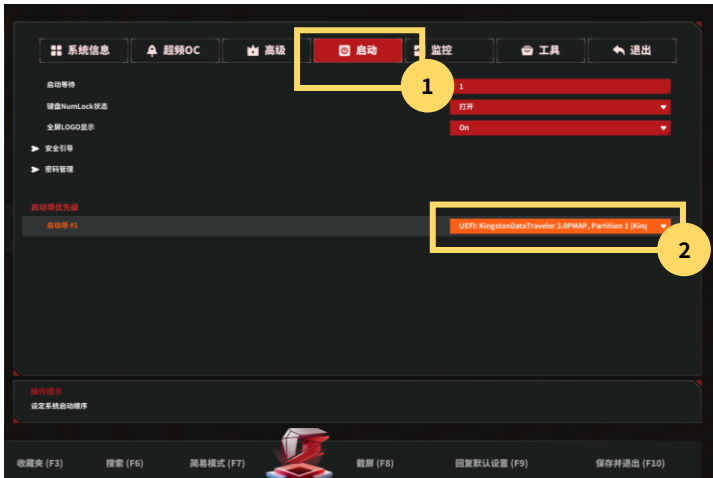 系统信息 超频OC 高级 启动 监控 工具 退出
1
启动等待 1
键盘NumLock状态 打开
全屏LOGO显示 On
安全引导
密码管理
启动项优先级
启动项 #1 UEFI: KingstonDataTraveler 3.0PMAP, Partition 1 (King
2
操作提示
设定系统启动顺序
收藏夹 (F3) 搜索 (F6) 简易模式 (F7) 截屏 (F8) 回复默认设置 (F9) 保存并退出 (F10)